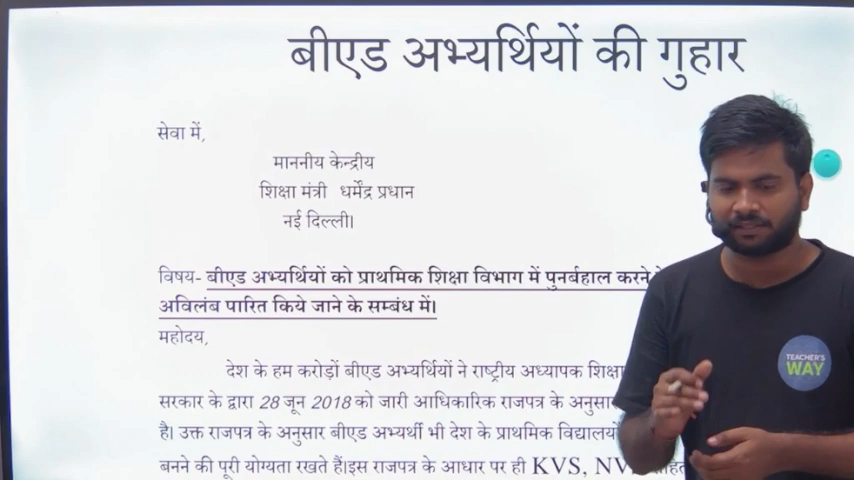 बीएड अभ्यर्थियों की गुहार
सेवा में,
माननीय केन्द्रीय
शिक्षा मंत्री धर्मेंद्र प्रधान
नई दिल्ली।
विषय- बीएड अभ्यर्थियों को प्राथमिक शिक्षा विभाग में पुनर्बहाल करने
अविलंब पारित किये जाने के सम्बंध में।
महोदय,
देश के हम करोड़ों बीएड अभ्यर्थियों ने राष्ट्रीय अध्यापक शिक्षा
सरकार के द्वारा 28 जून 2018 को जारी आधिकारिक राजपत्र के अनुसार
है। उक्त राजपत्र के अनुसार बीएड अभ्यर्थी भी देश के प्राथमिक
बनने की पूरी योग्यता रखते हैं।इस राजपत्र के आधार पर ही KVS,
TEACHER'S
WAY